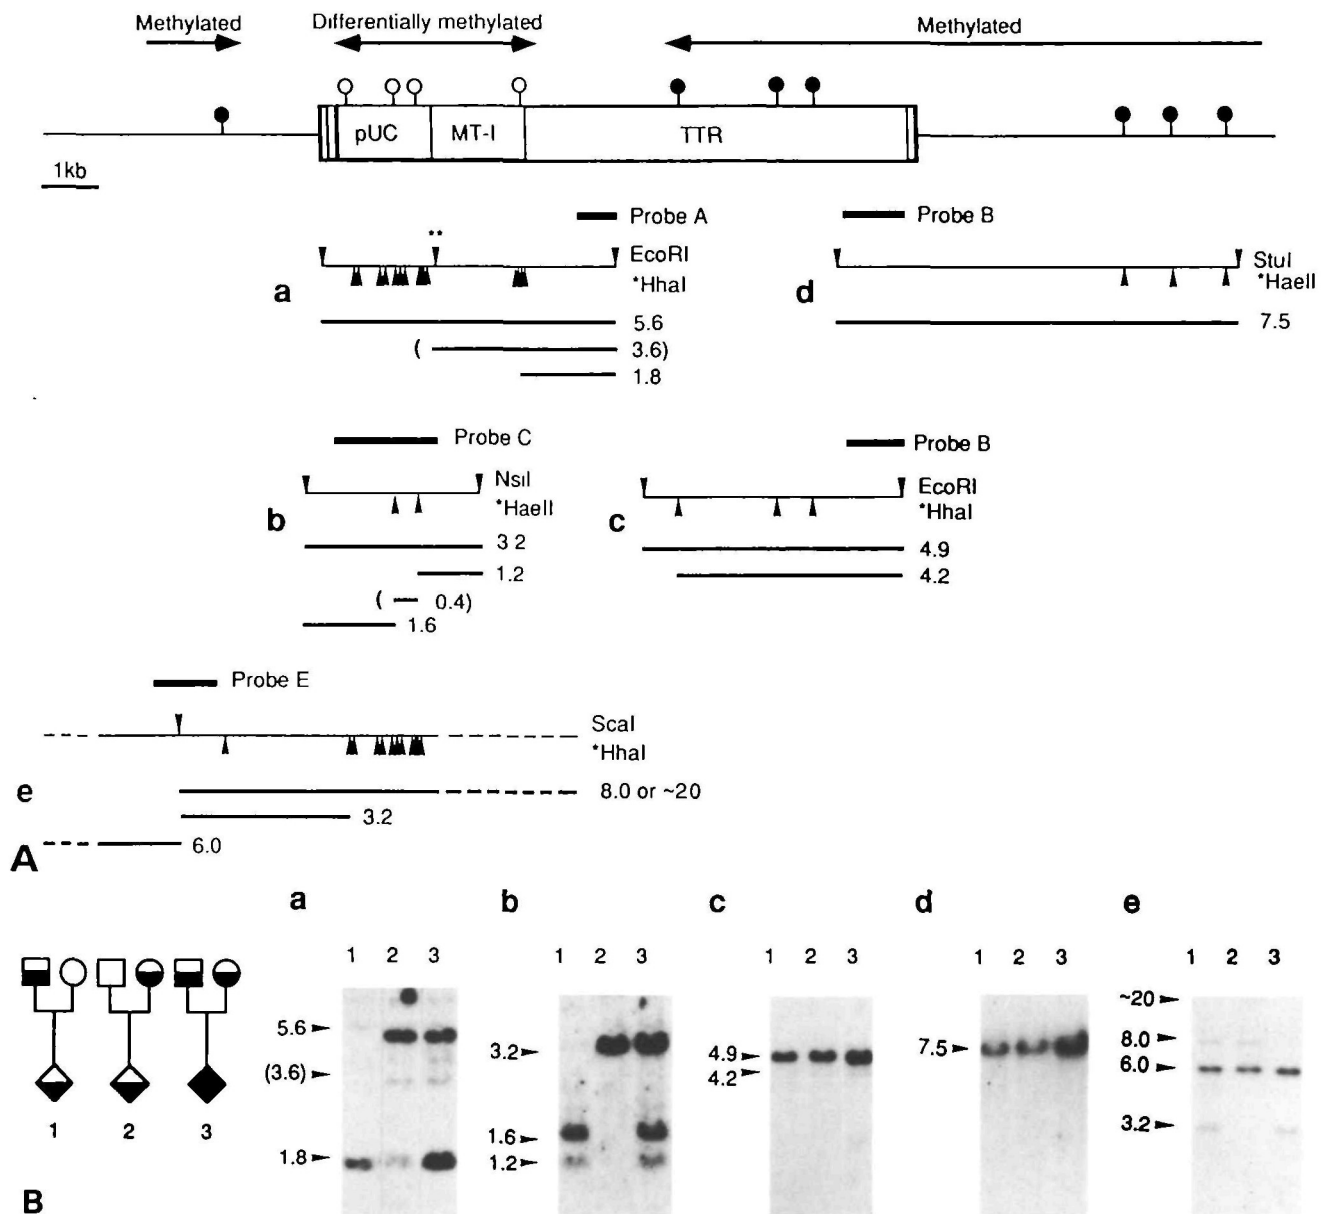 Methylated Differentially methylated Methylated
pUC MT-I TTR
1kb
Probe A Probe B
**
EcoRI StuI
a *HhaI d *HaeII
5.6 7.5
( 3.6)
1.8
Probe C Probe B
NsiI EcoRI
b *HaeII c *HhaI
3 2 4.9
1.2 4.2
( 0.4)
1.6
Probe E
ScaI
*HhaI
e 8.0 or ~20
3.2
A 6.0
a b c d e
1 2 3 1 2 3 1 2 3 1 2 3 1 2 3
5.6 3.2 4.9 7.5 ~20
(3.6) 1.6 4.2 8.0
1.8 1.2 6.0
3.2
1 2 3
B